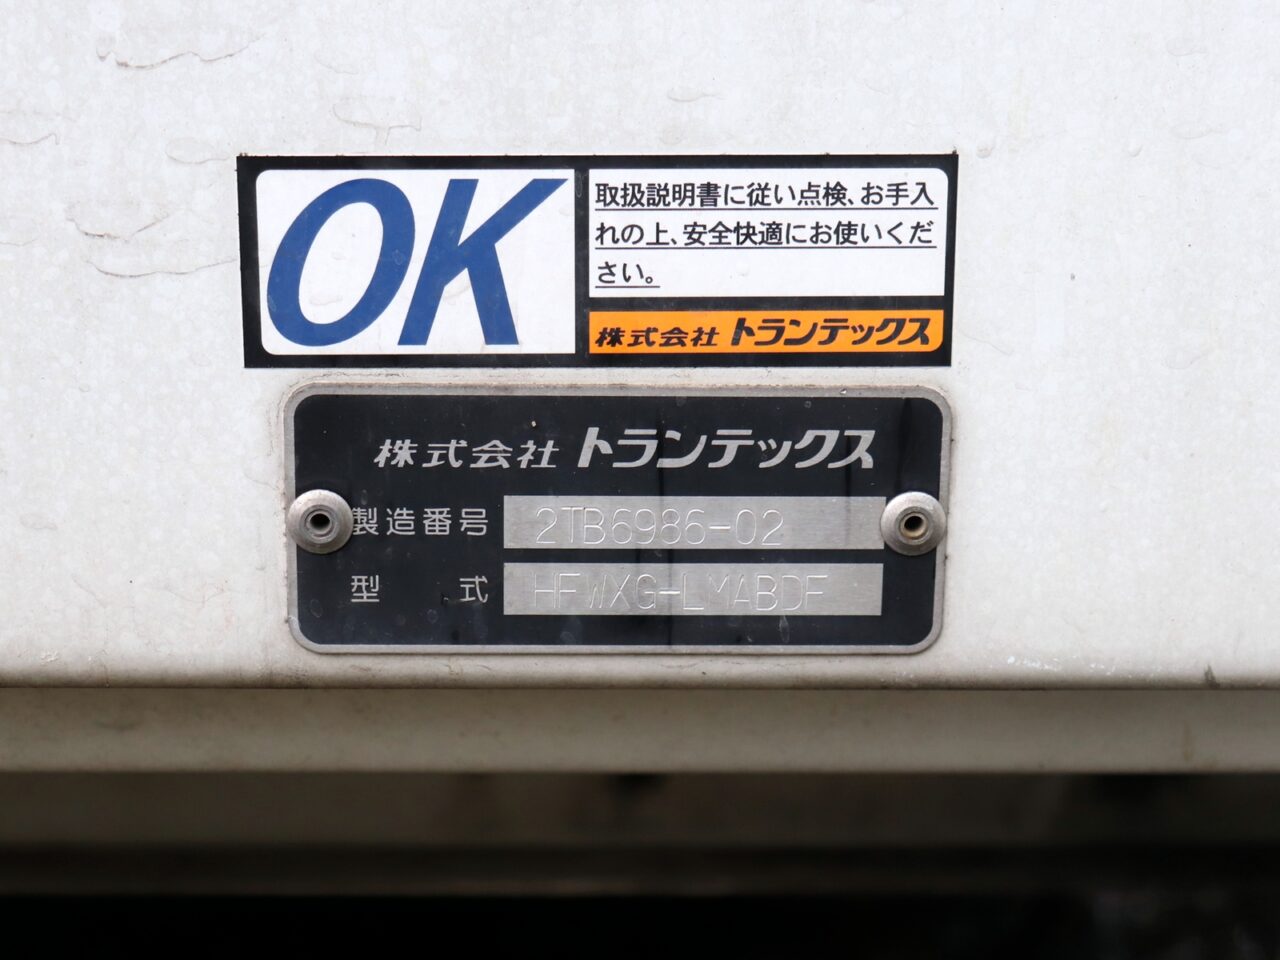 OK
取扱説明書に従い点検、お手入
れの上、安全快適にお使いくだ
さい。
株式会社 トランテックス
株式会社 トランテックス
製造番号 2TB6986-02
型式 HFWXG-LMABDF